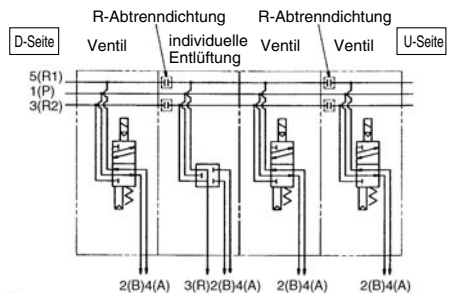 R-Abtrenndichtung
R-Abtrenndichtung
D-Seite
Ventil
individuelle
Entlüftung
Ventil
Ventil
U-Seite
5(R1)
1(P)
3(R2)
2(B)4(A)
3(R)2(B)4(A)
2(B)4(A)
2(B)4(A)